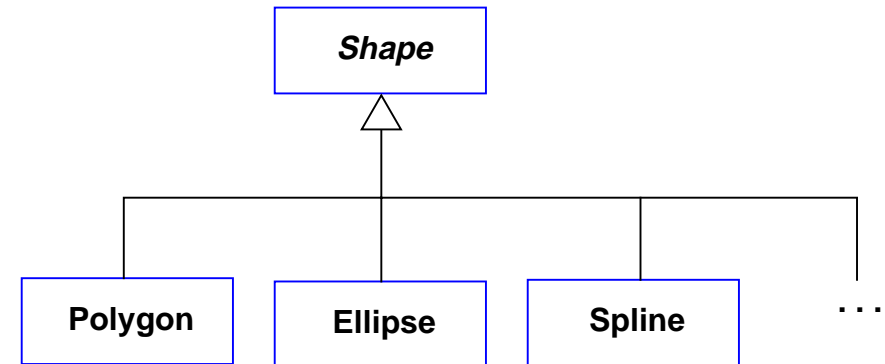 Shape
Polygon
Ellipse
Spline
. . .